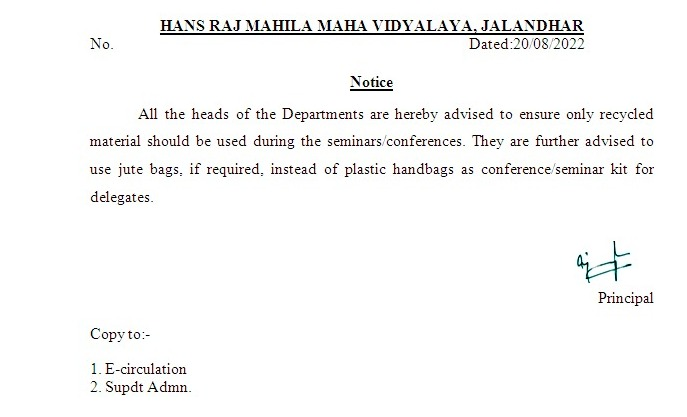 HANS RAJ MAHILA MAHA VIDYALAYA, JALANDHAR
No. Dated:20/08/2022
Notice
All the heads of the Departments are hereby advised to ensure only recycled
material should be used during the seminars/conferences. They are further advised to
use jute bags, if required, instead of plastic handbags as conference/seminar kit for
delegates.
Principal
Copy to:-
1. E-circulation
2. Supdt Admn.